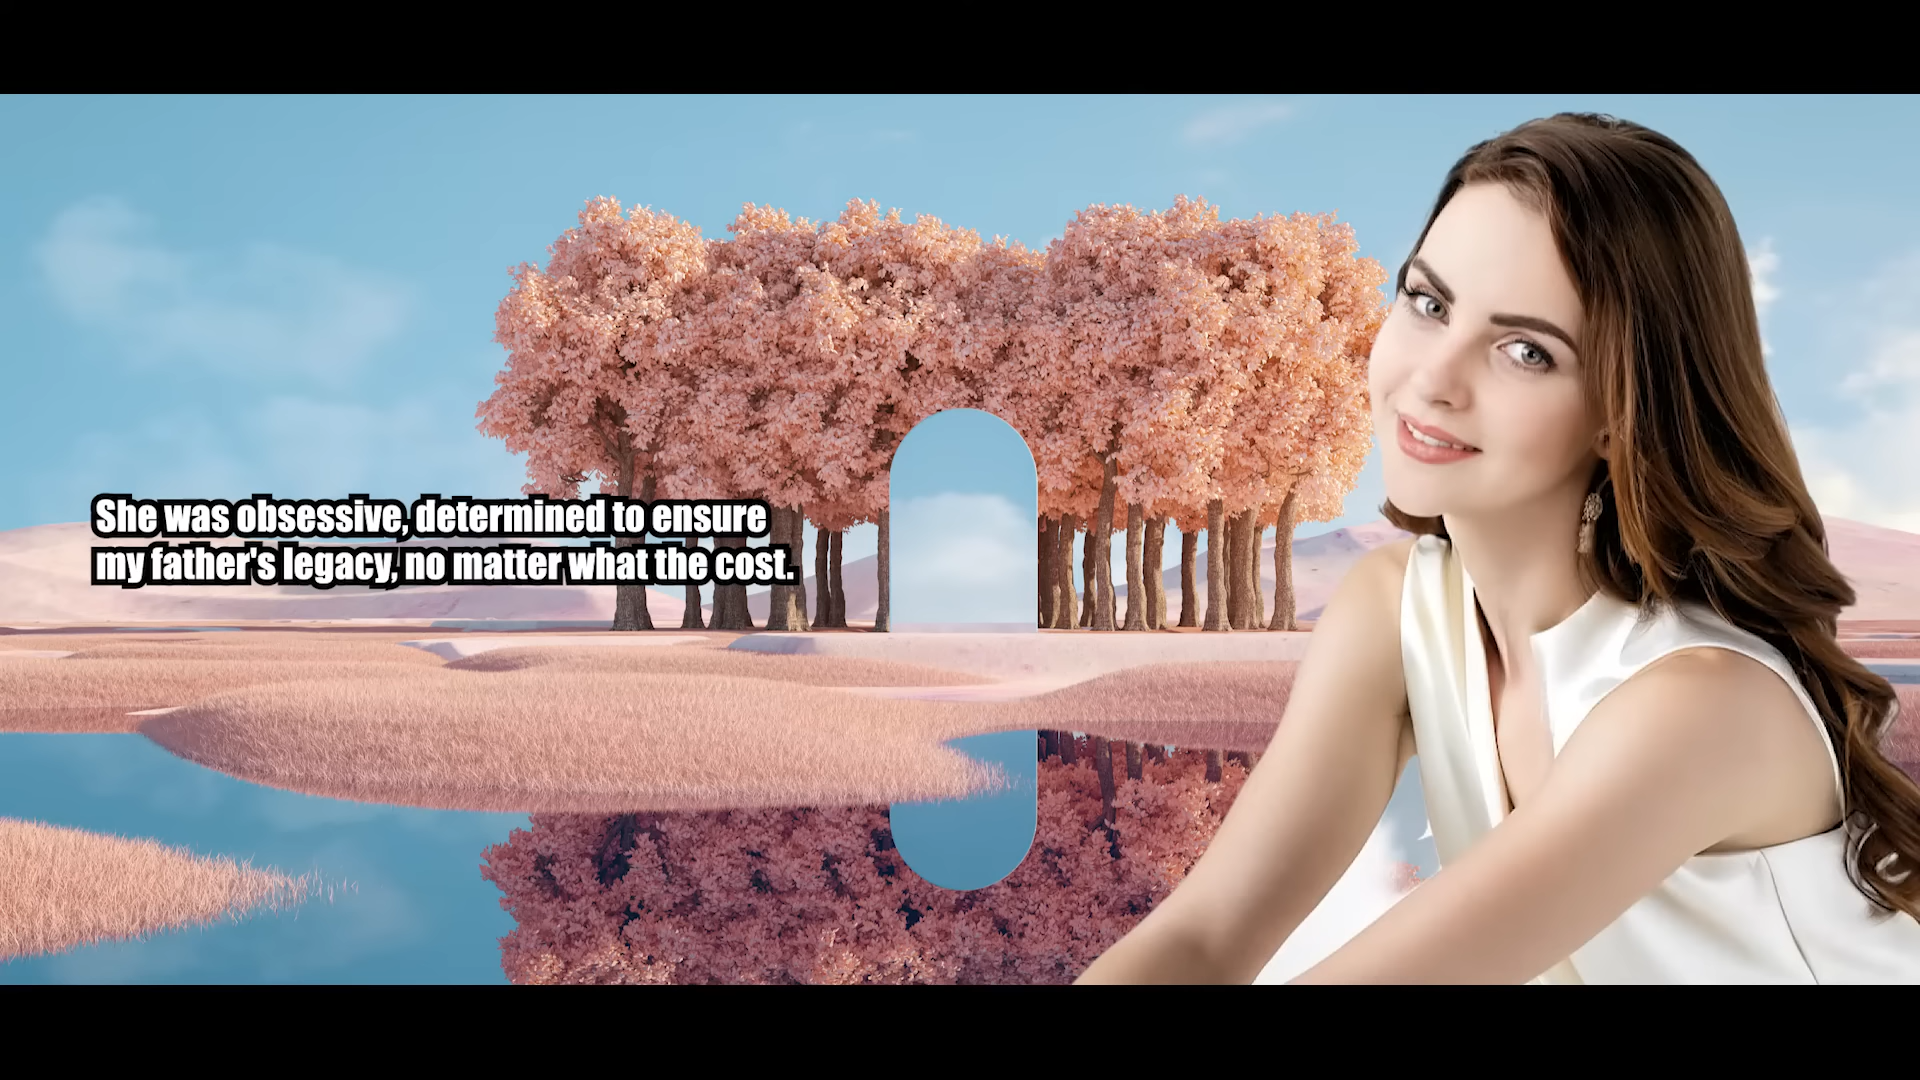 She was obsessive, determined to ensure
my father's legacy, no matter what the cost.